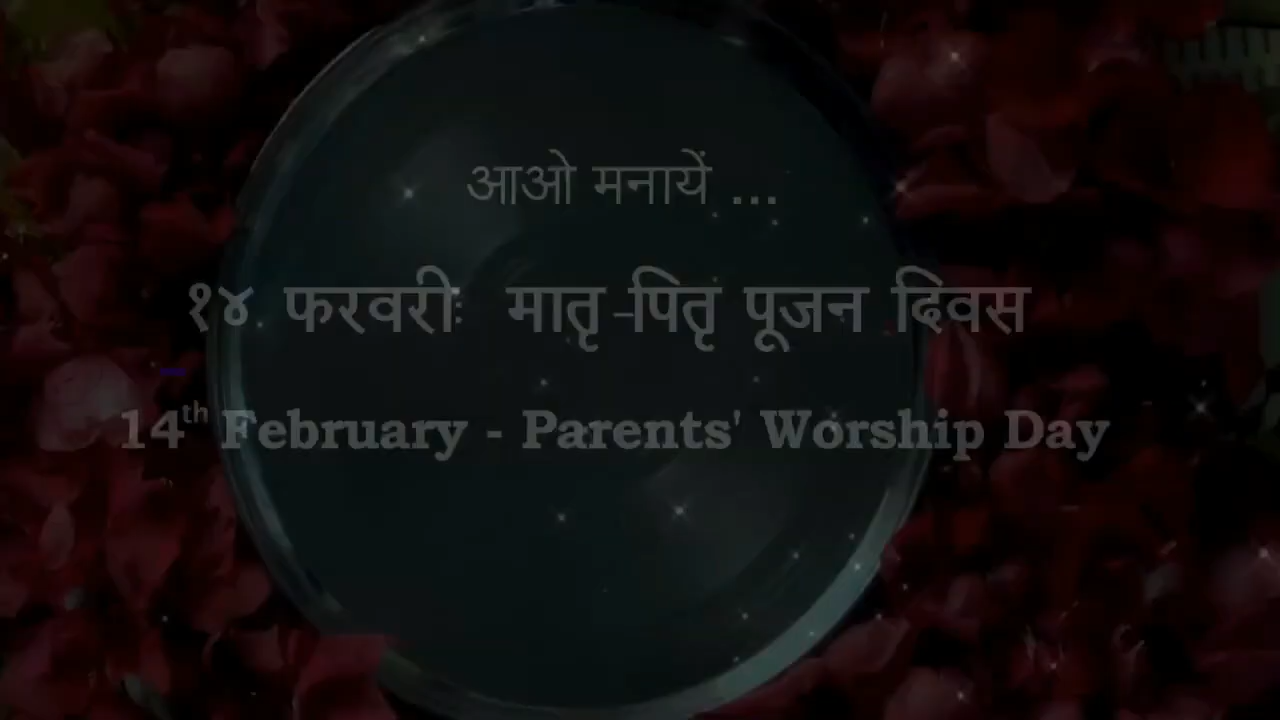 आओ मनायें ...
१४ फरवरीः मातृ-पितृ पूजन दिवस
14th February - Parents' Worship Day